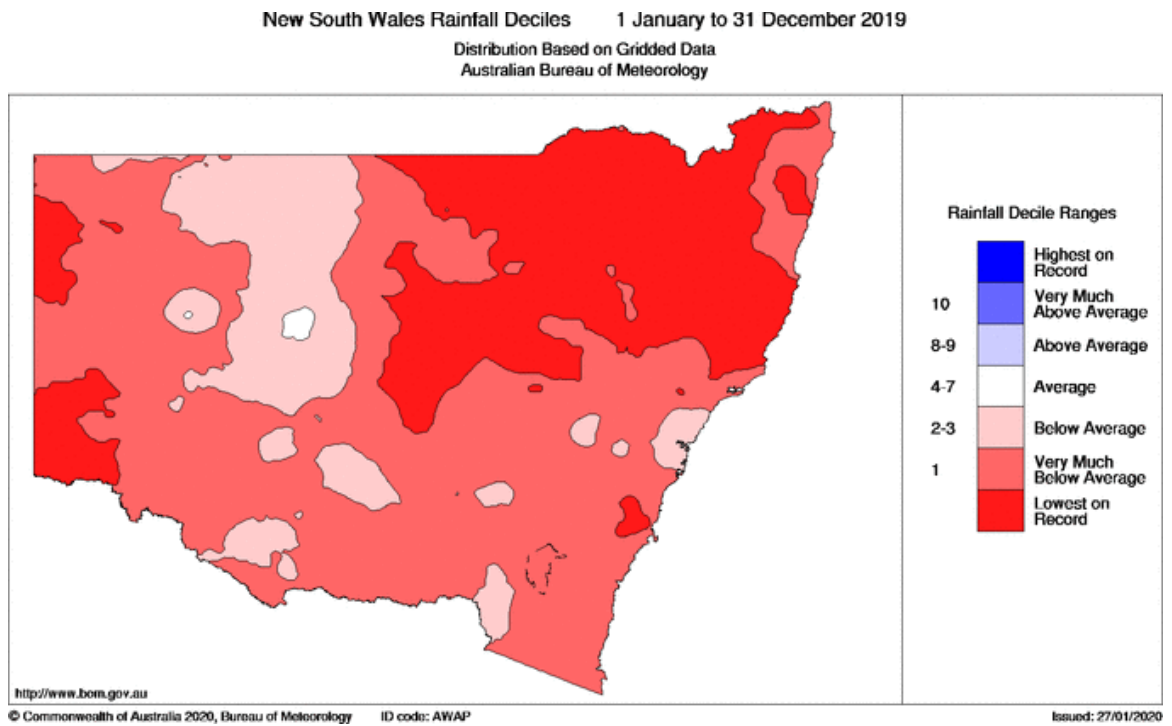 New South Wales Rainfall Deciles 1 January to 31 December 2019
Distribution Based on Gridded Data
Australian Bureau of Meteorology
Rainfall Decile Ranges
Highest on
Record
10 Very Much
Above Average
8-9 Above Average
4-7 Average
2-3 Below Average
1 Very Much
Below Average
Lowest on
Record
http://www.bom.gov.au
© Commonwealth of Australia 2020, Bureau of Meteorology ID code: AWAP Issued: 27/01/2020